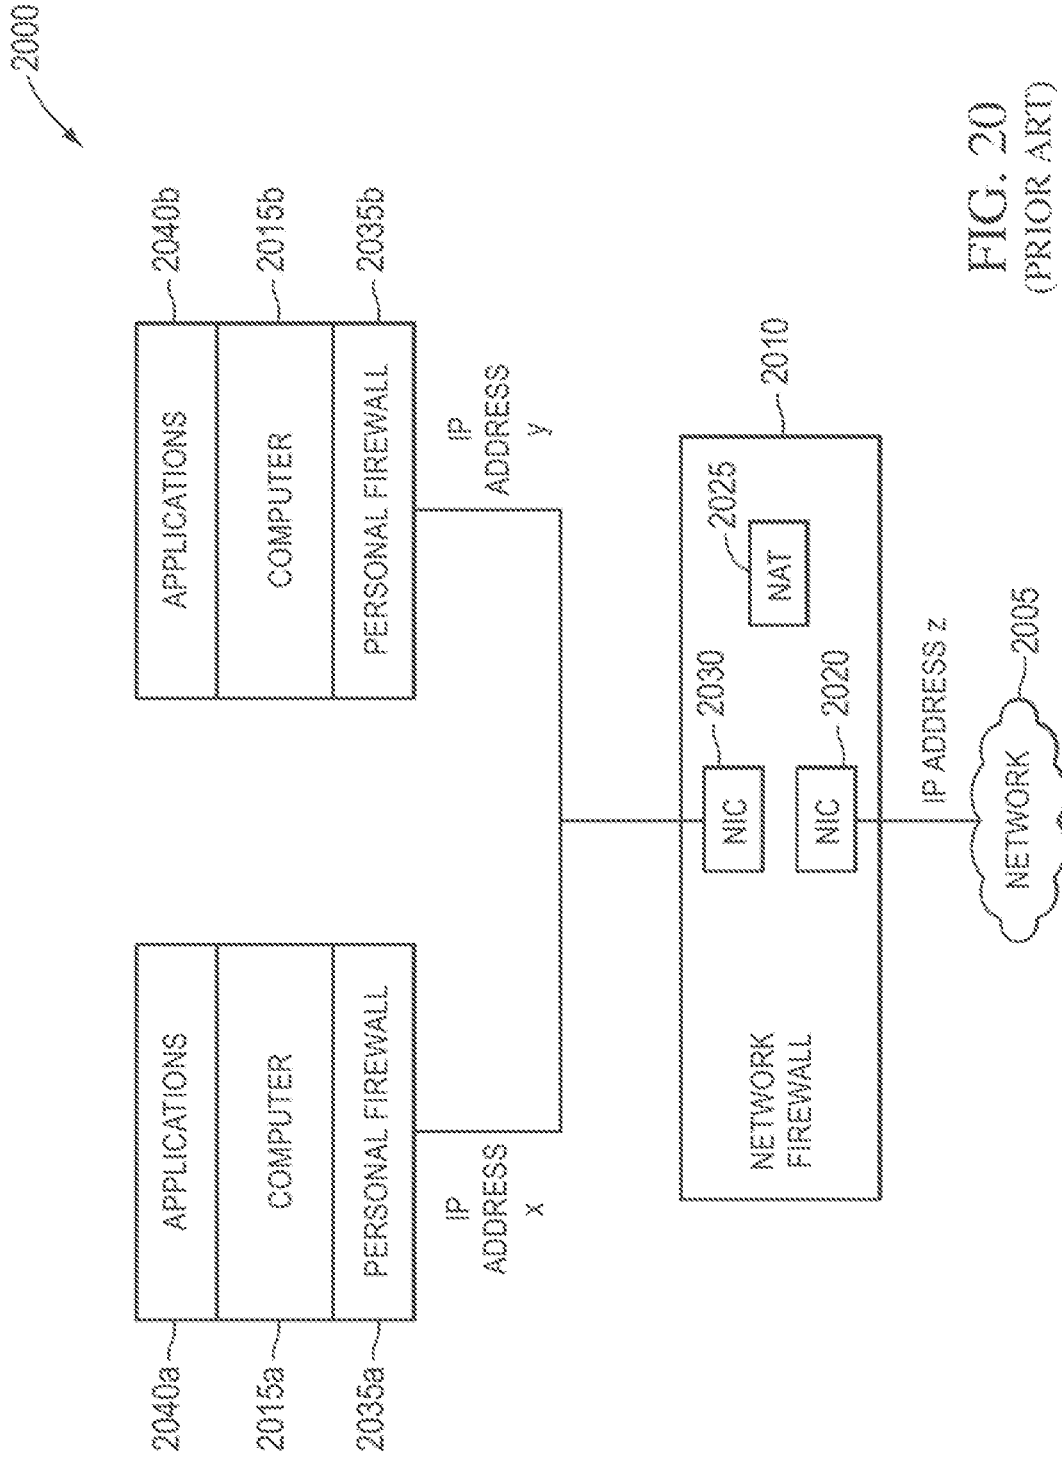 2000
2040a
APPLICATIONS
2015a
COMPUTER
2035a
PERSONAL FIREWALL
APPLICATIONS
2040b
COMPUTER
2015b
PERSONAL FIREWALL
2035b
IP
ADDRESS
x
IP
ADDRESS
y
2010
NETWORK
FIREWALL
NIC
2030
NIC
2020
NAT
2025
IP ADDRESS z
NETWORK
2005
FIG. 20
(PRIOR ART)